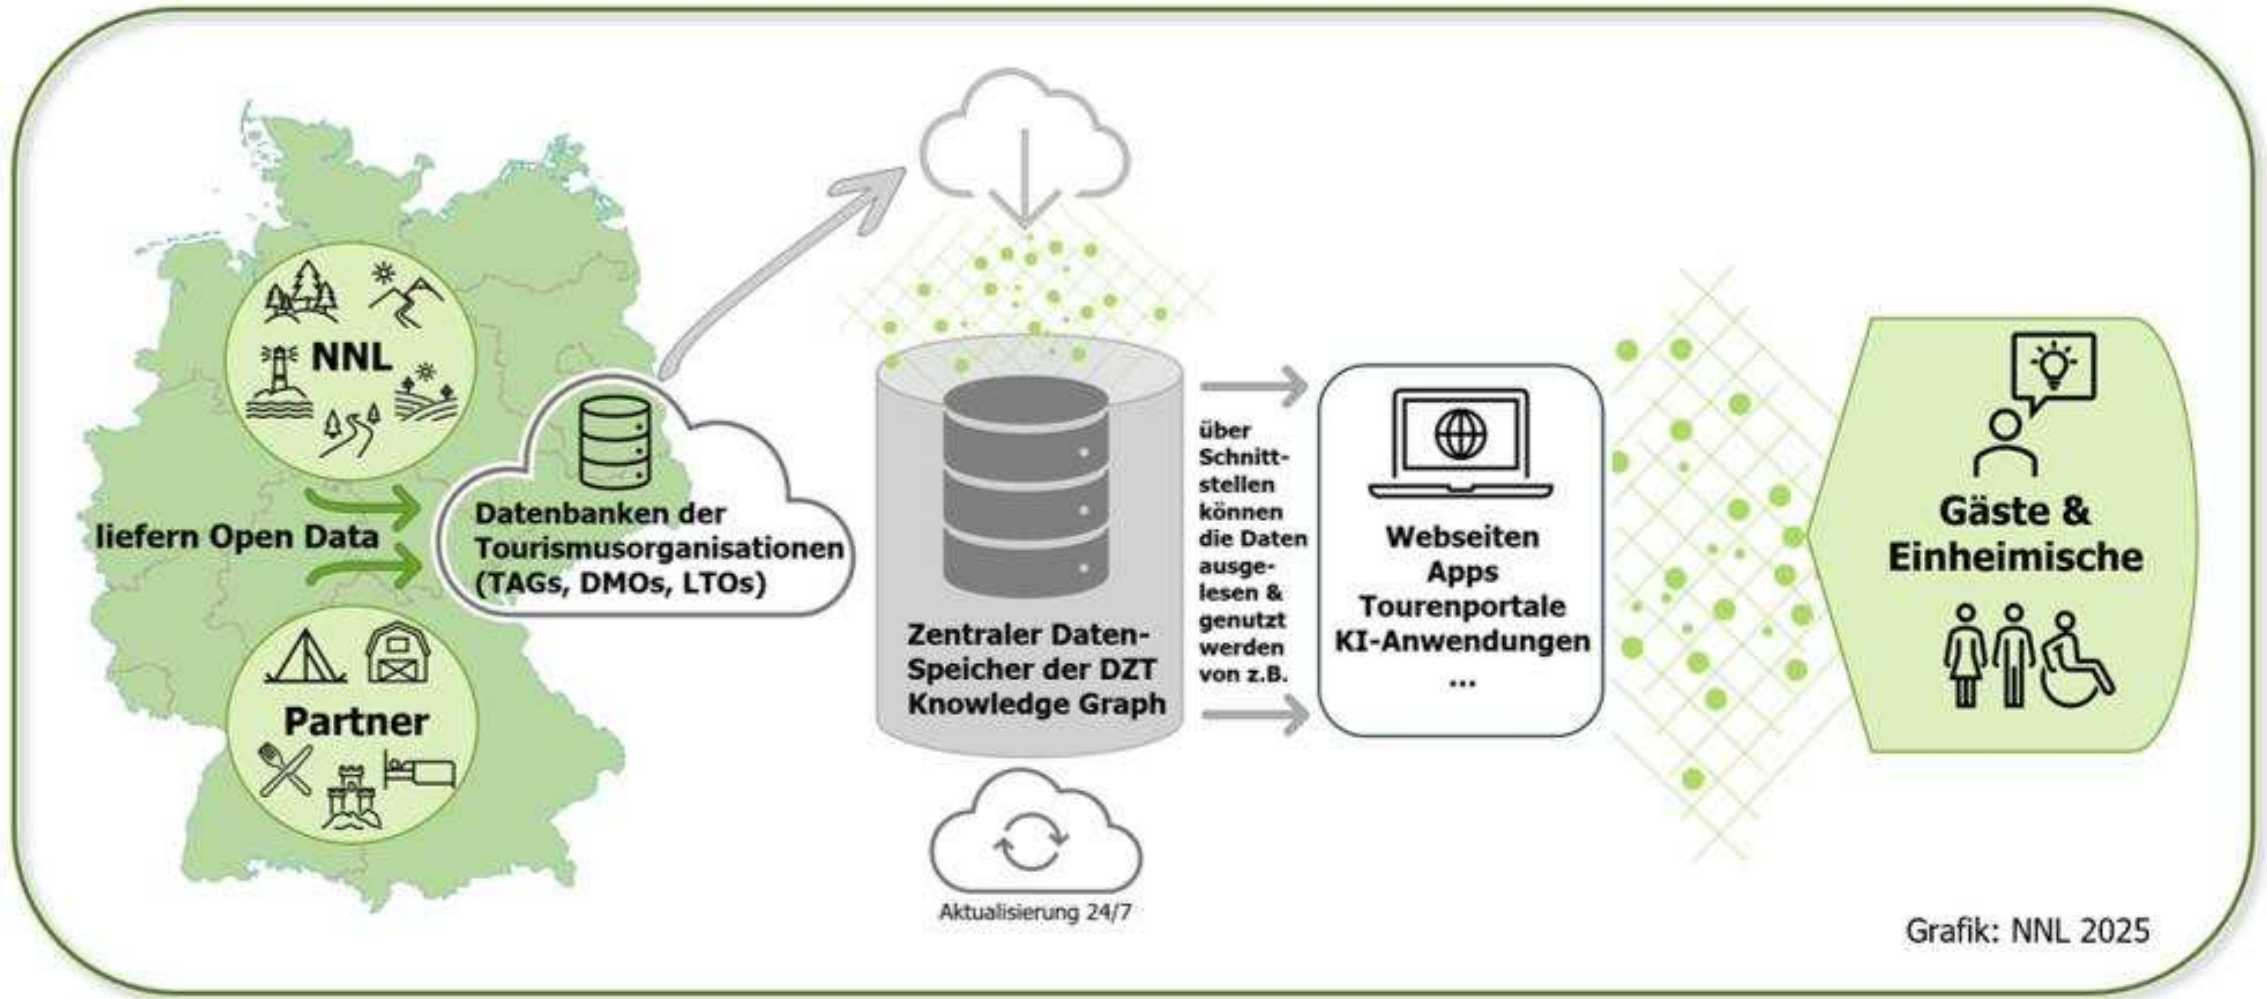 NNL
liefern Open Data
Partner
Datenbanken der
Tourismusorganisationen
(TAGs, DMOs, LTOs)
Zentraler Daten-
Speicher der DZT
Knowledge Graph
Aktualisierung 24/7
über
Schnitt-
stellen
können
die Daten
ausge-
lesen &
genutzt
werden
von z.B.
Webseiten
Apps
Tourenportale
KI-Anwendungen
...
Gäste &
Einheimische
Grafik: NNL 2025